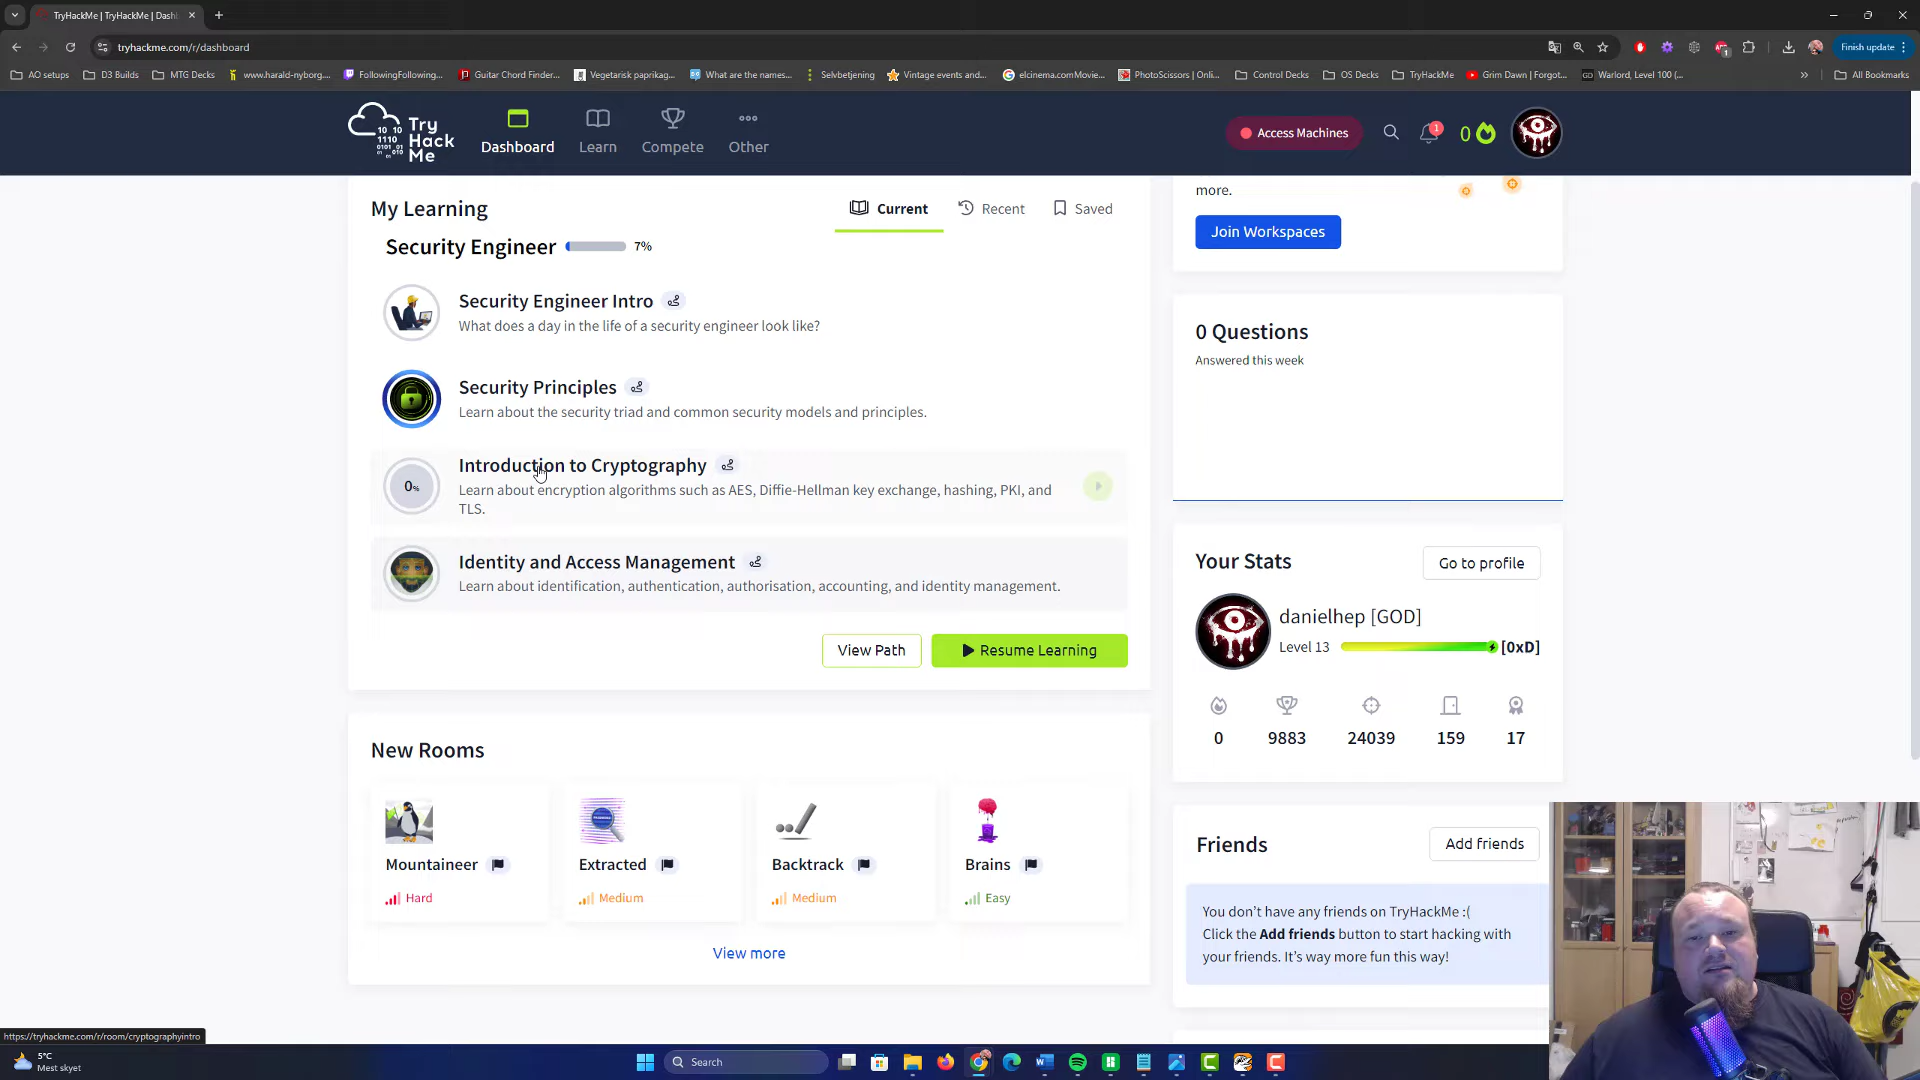 TryHackMe | TryHackMe | Dash
tryhackme.com/r/dashboard
Finish update
AO setups
D3 Builds
MTG Decks
www.harald-nyborg....
FollowingFollowing...
Guitar Chord Finder...
Vegetarisk paprikag...
What are the names...
Selvbetjening
Vintage events and...
elcinema.comMovie...
PhotoScissors | Onli...
Control Decks
OS Decks
TryHackMe
Grim Dawn | Forgot...
Warlord, Level 100 (...
All Bookmarks
Try
Hack
Me
Dashboard
Learn
Compete
Other
Access Machines
1
0
My Learning
Current
Recent
Saved
Security Engineer 7%
Security Engineer Intro
What does a day in the life of a security engineer look like?
Security Principles
Learn about the security triad and common security models and principles.
0%
Introduction to Cryptography
Learn about encryption algorithms such as AES, Diffie-Hellman key exchange, hashing, PKI, and
TLS.
Identity and Access Management
Learn about identification, authentication, authorisation, accounting, and identity management.
View Path
Resume Learning
New Rooms
Mountaineer
Hard
Extracted
Medium
Backtrack
Medium
Brains
Easy
View more
more.
Join Workspaces
0 Questions
Answered this week
Your Stats
Go to profile
danielhep [GOD]
Level 13
[0xD]
0
9883
24039
159
17
Friends
Add friends
You don't have any friends on TryHackMe :(
Click the Add friends button to start hacking with
your friends. It's way more fun this way!
https://tryhackme.com/r/room/cryptographyintro
5°C
Mest skyet
Search